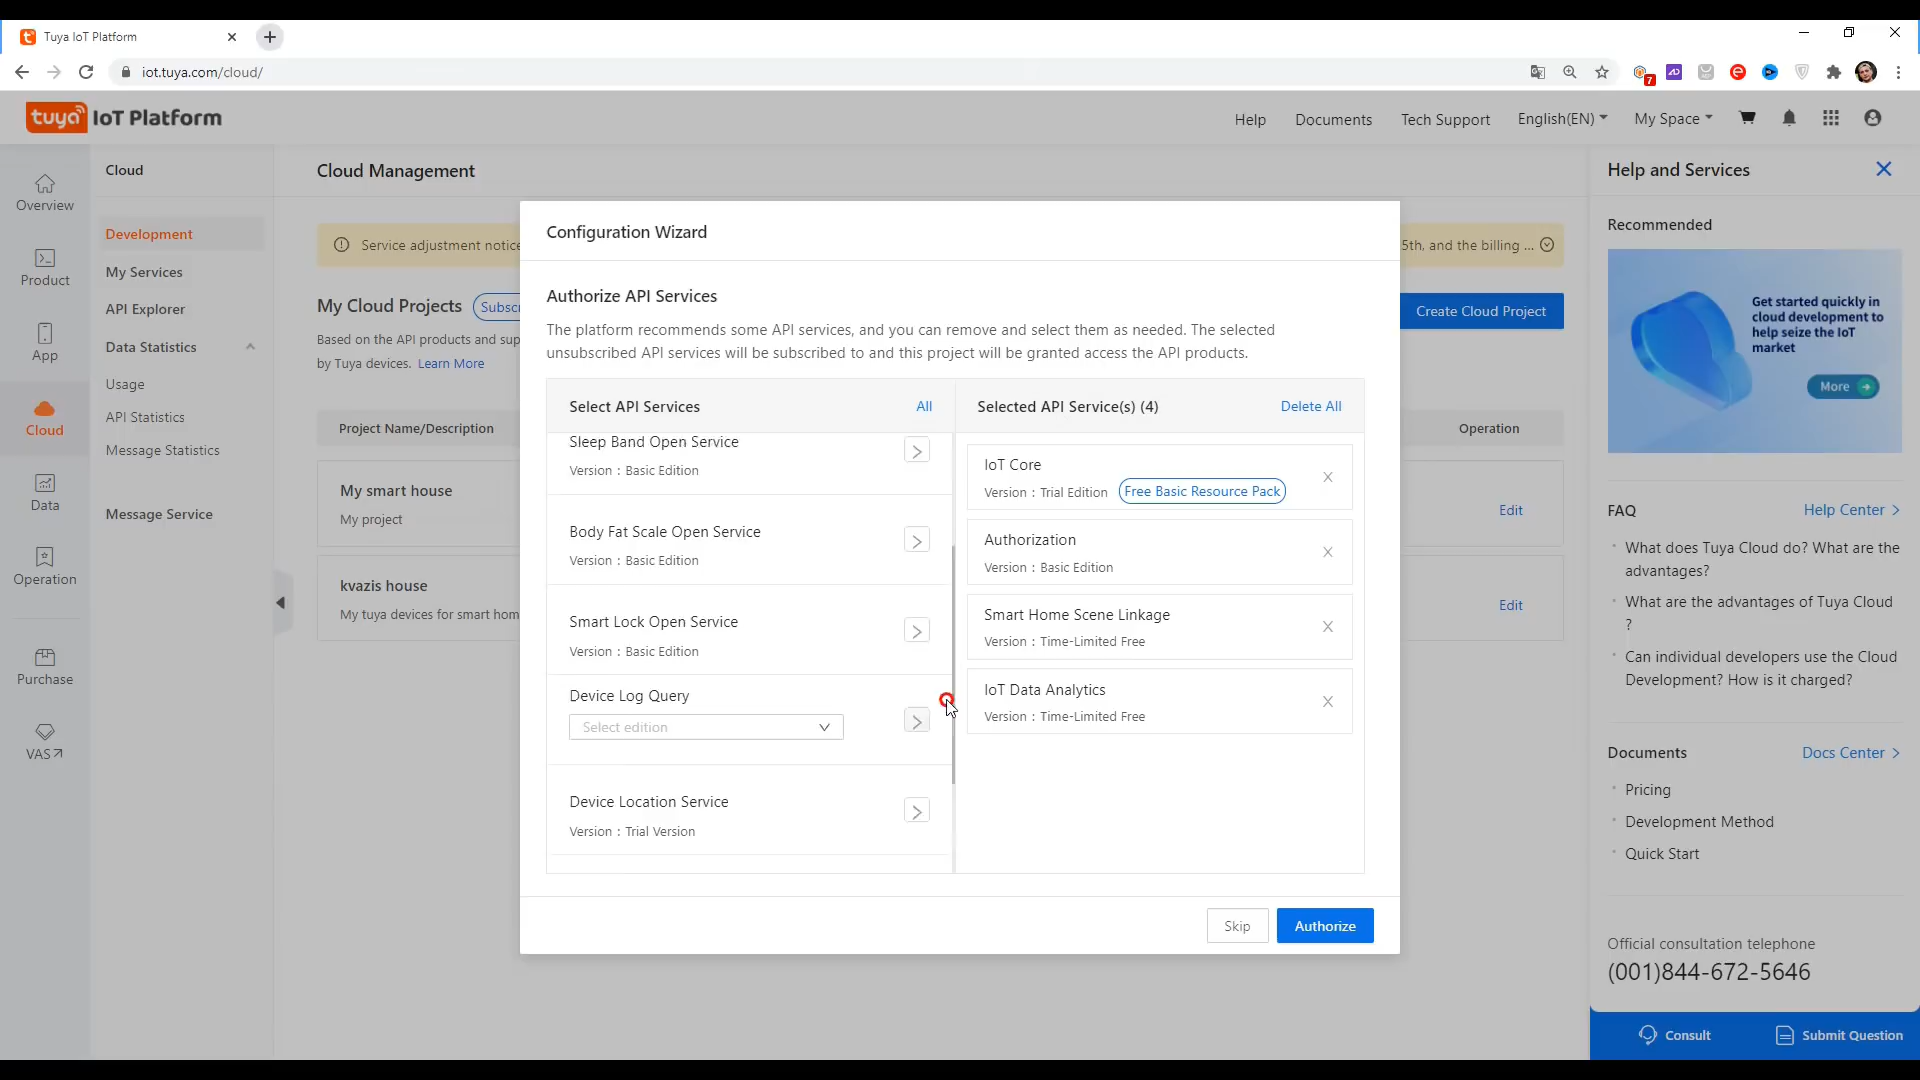 Tuya IoT Platform
iot.tuya.com/cloud/
7
tuya IoT Platform
Help
Documents
Tech Support
English(EN)
My Space
Overview
Product
App
Cloud
Data
Operation
Purchase
VAS
Cloud
Development
My Services
API Explorer
Data Statistics
Usage
API Statistics
Message Statistics
Message Service
Cloud Management
Service adjustment notice
5th, and the billing ...
My Cloud Projects
Subscr
Create Cloud Project
Based on the API products and sup
by Tuya devices. Learn More
Project Name/Description
Operation
My smart house
My project
Edit
kvazis house
My tuya devices for smart hom
Edit
Configuration Wizard
Authorize API Services
The platform recommends some API services, and you can remove and select them as needed. The selected
unsubscribed API services will be subscribed to and this project will be granted access the API products.
Select API Services
All
Sleep Band Open Service
Version : Basic Edition
Body Fat Scale Open Service
Version : Basic Edition
Smart Lock Open Service
Version : Basic Edition
Device Log Query
Select edition
Device Location Service
Version : Trial Version
Selected API Service(s) (4)
Delete All
IoT Core
Version : Trial Edition Free Basic Resource Pack
Authorization
Version : Basic Edition
Smart Home Scene Linkage
Version : Time-Limited Free
IoT Data Analytics
Version : Time-Limited Free
Skip
Authorize
Help and Services
Recommended
Get started quickly in
cloud development to
help seize the IoT
market
More
FAQ
Help Center
What does Tuya Cloud do? What are the
advantages?
What are the advantages of Tuya Cloud
?
Can individual developers use the Cloud
Development? How is it charged?
Documents
Docs Center
Pricing
Development Method
Quick Start
Official consultation telephone
(001)844-672-5646
Consult
Submit Question